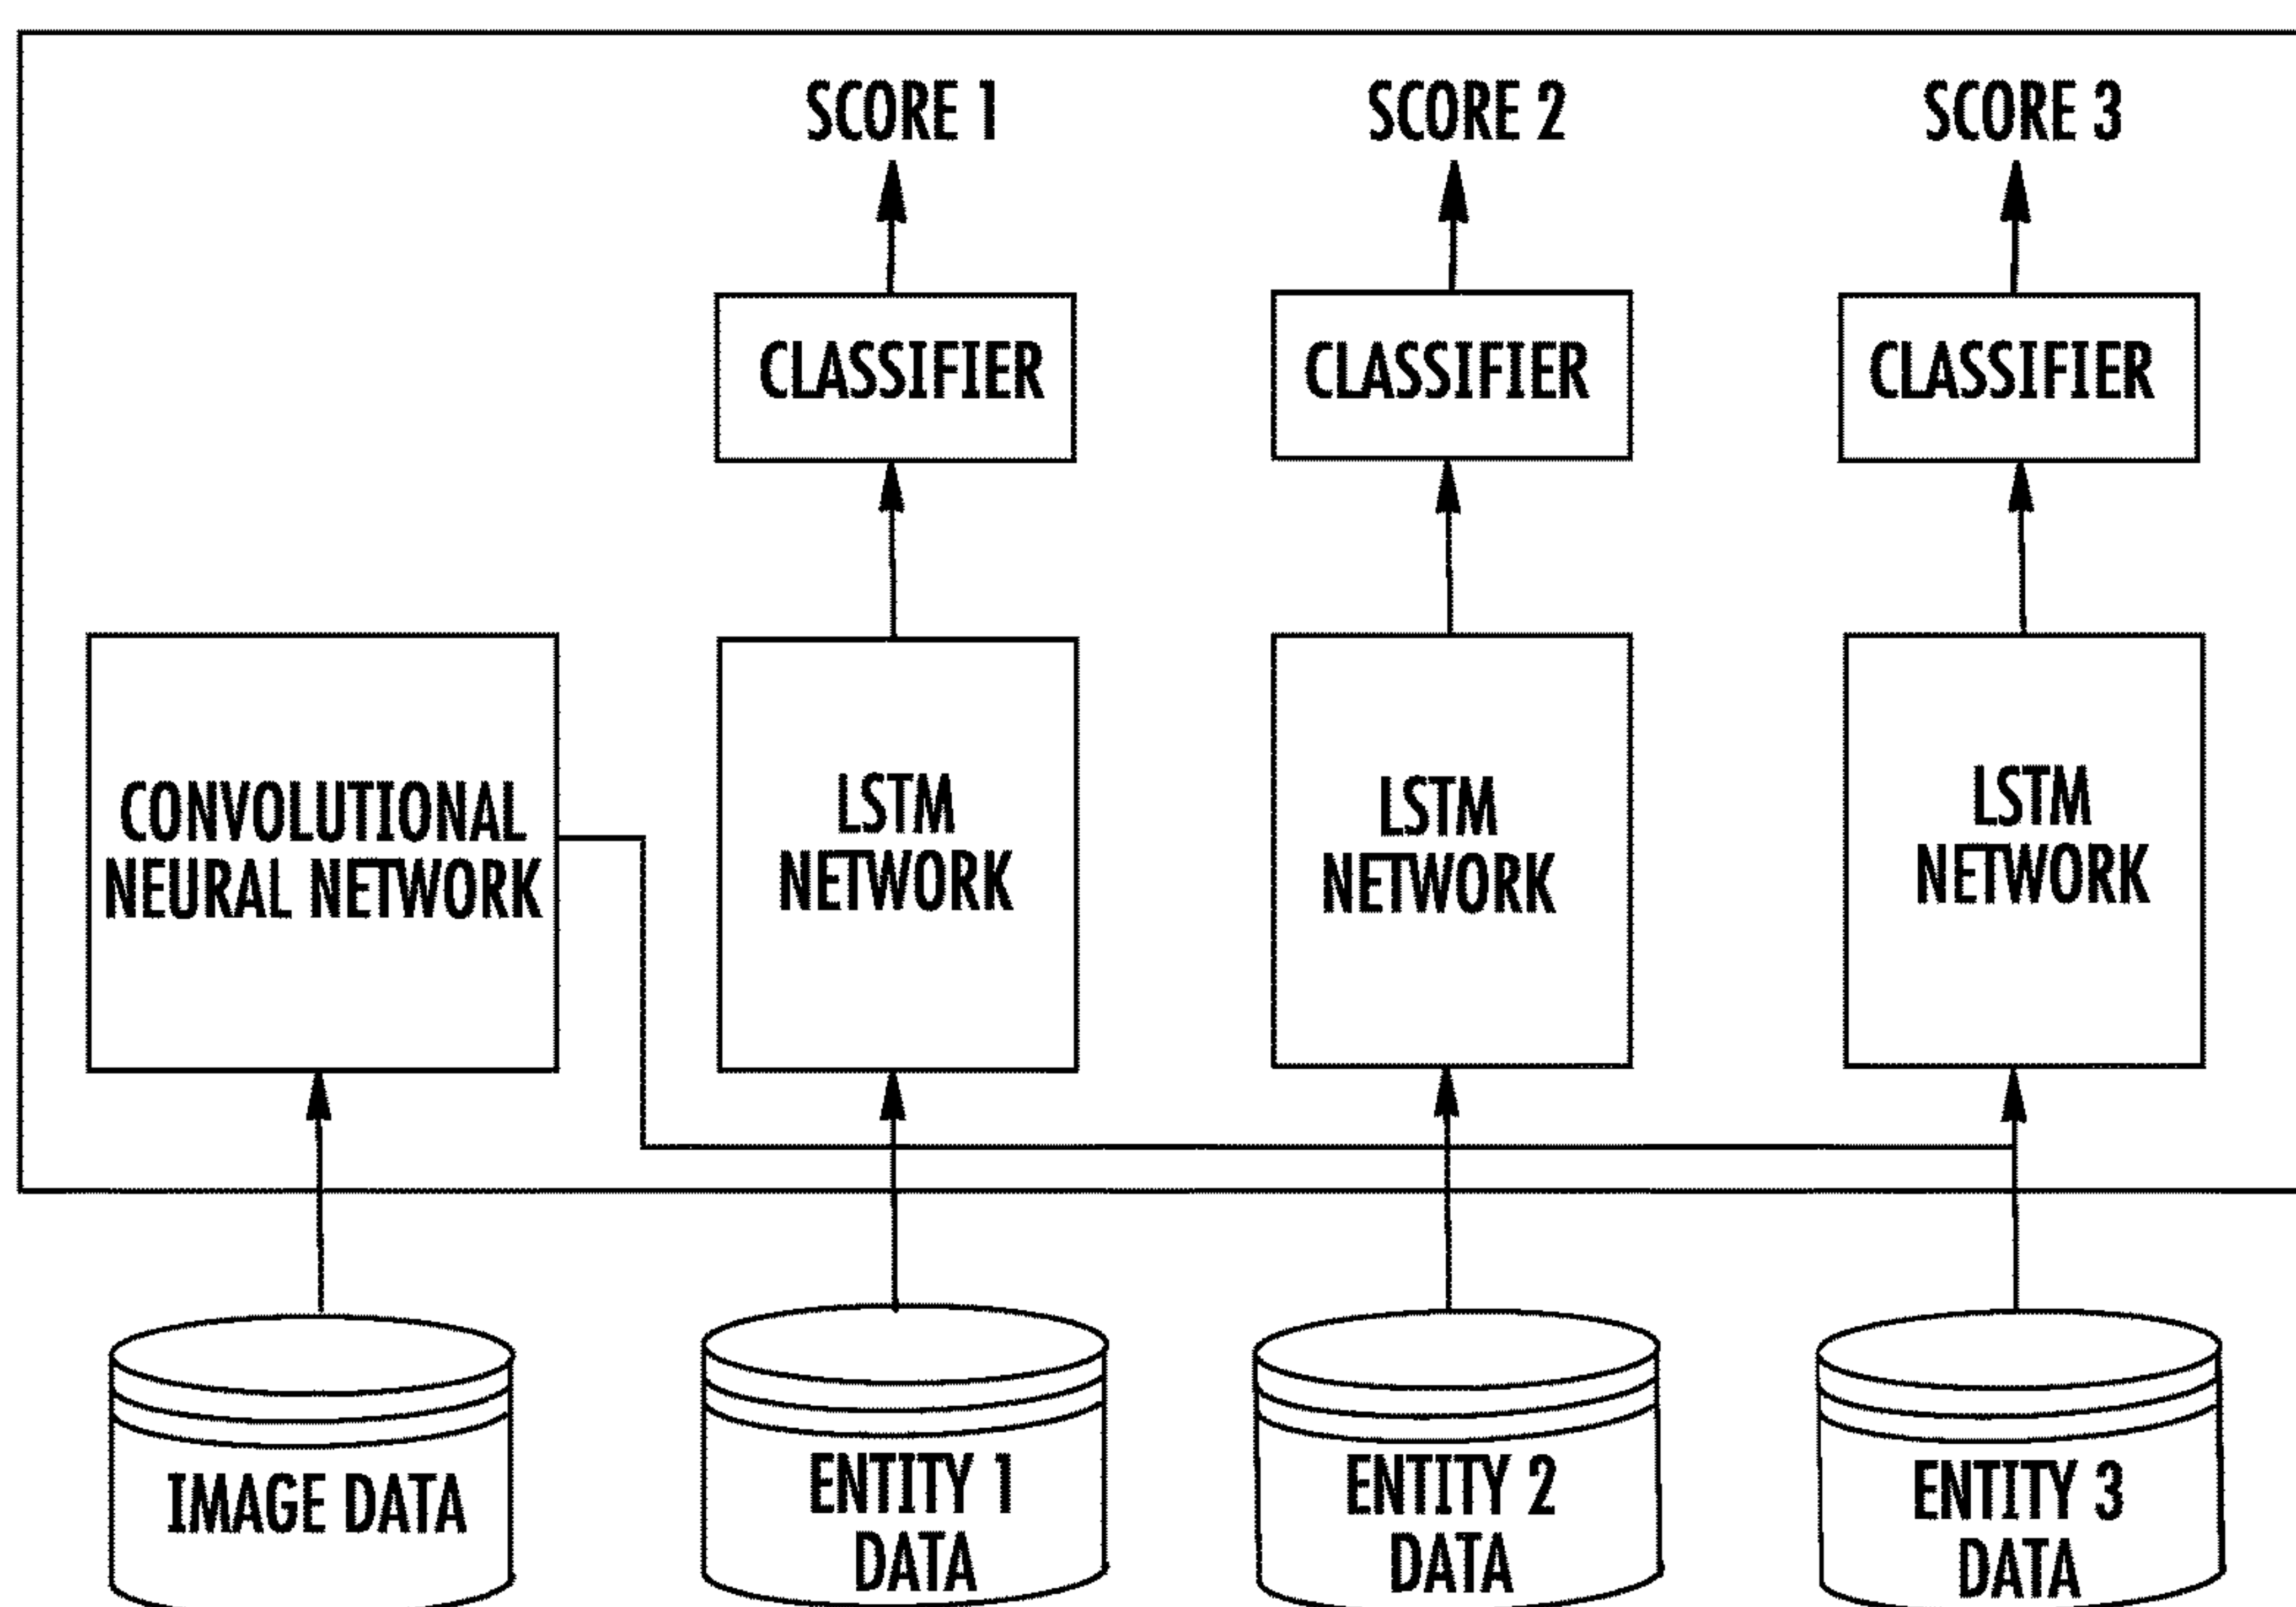 SCORE 1
SCORE 2
SCORE 3
CLASSIFIER
CLASSIFIER
CLASSIFIER
CONVOLUTIONAL
NEURAL NETWORK
LSTM
NETWORK
LSTM
NETWORK
LSTM
NETWORK
IMAGE DATA
ENTITY 1
DATA
ENTITY 2
DATA
ENTITY 3
DATA